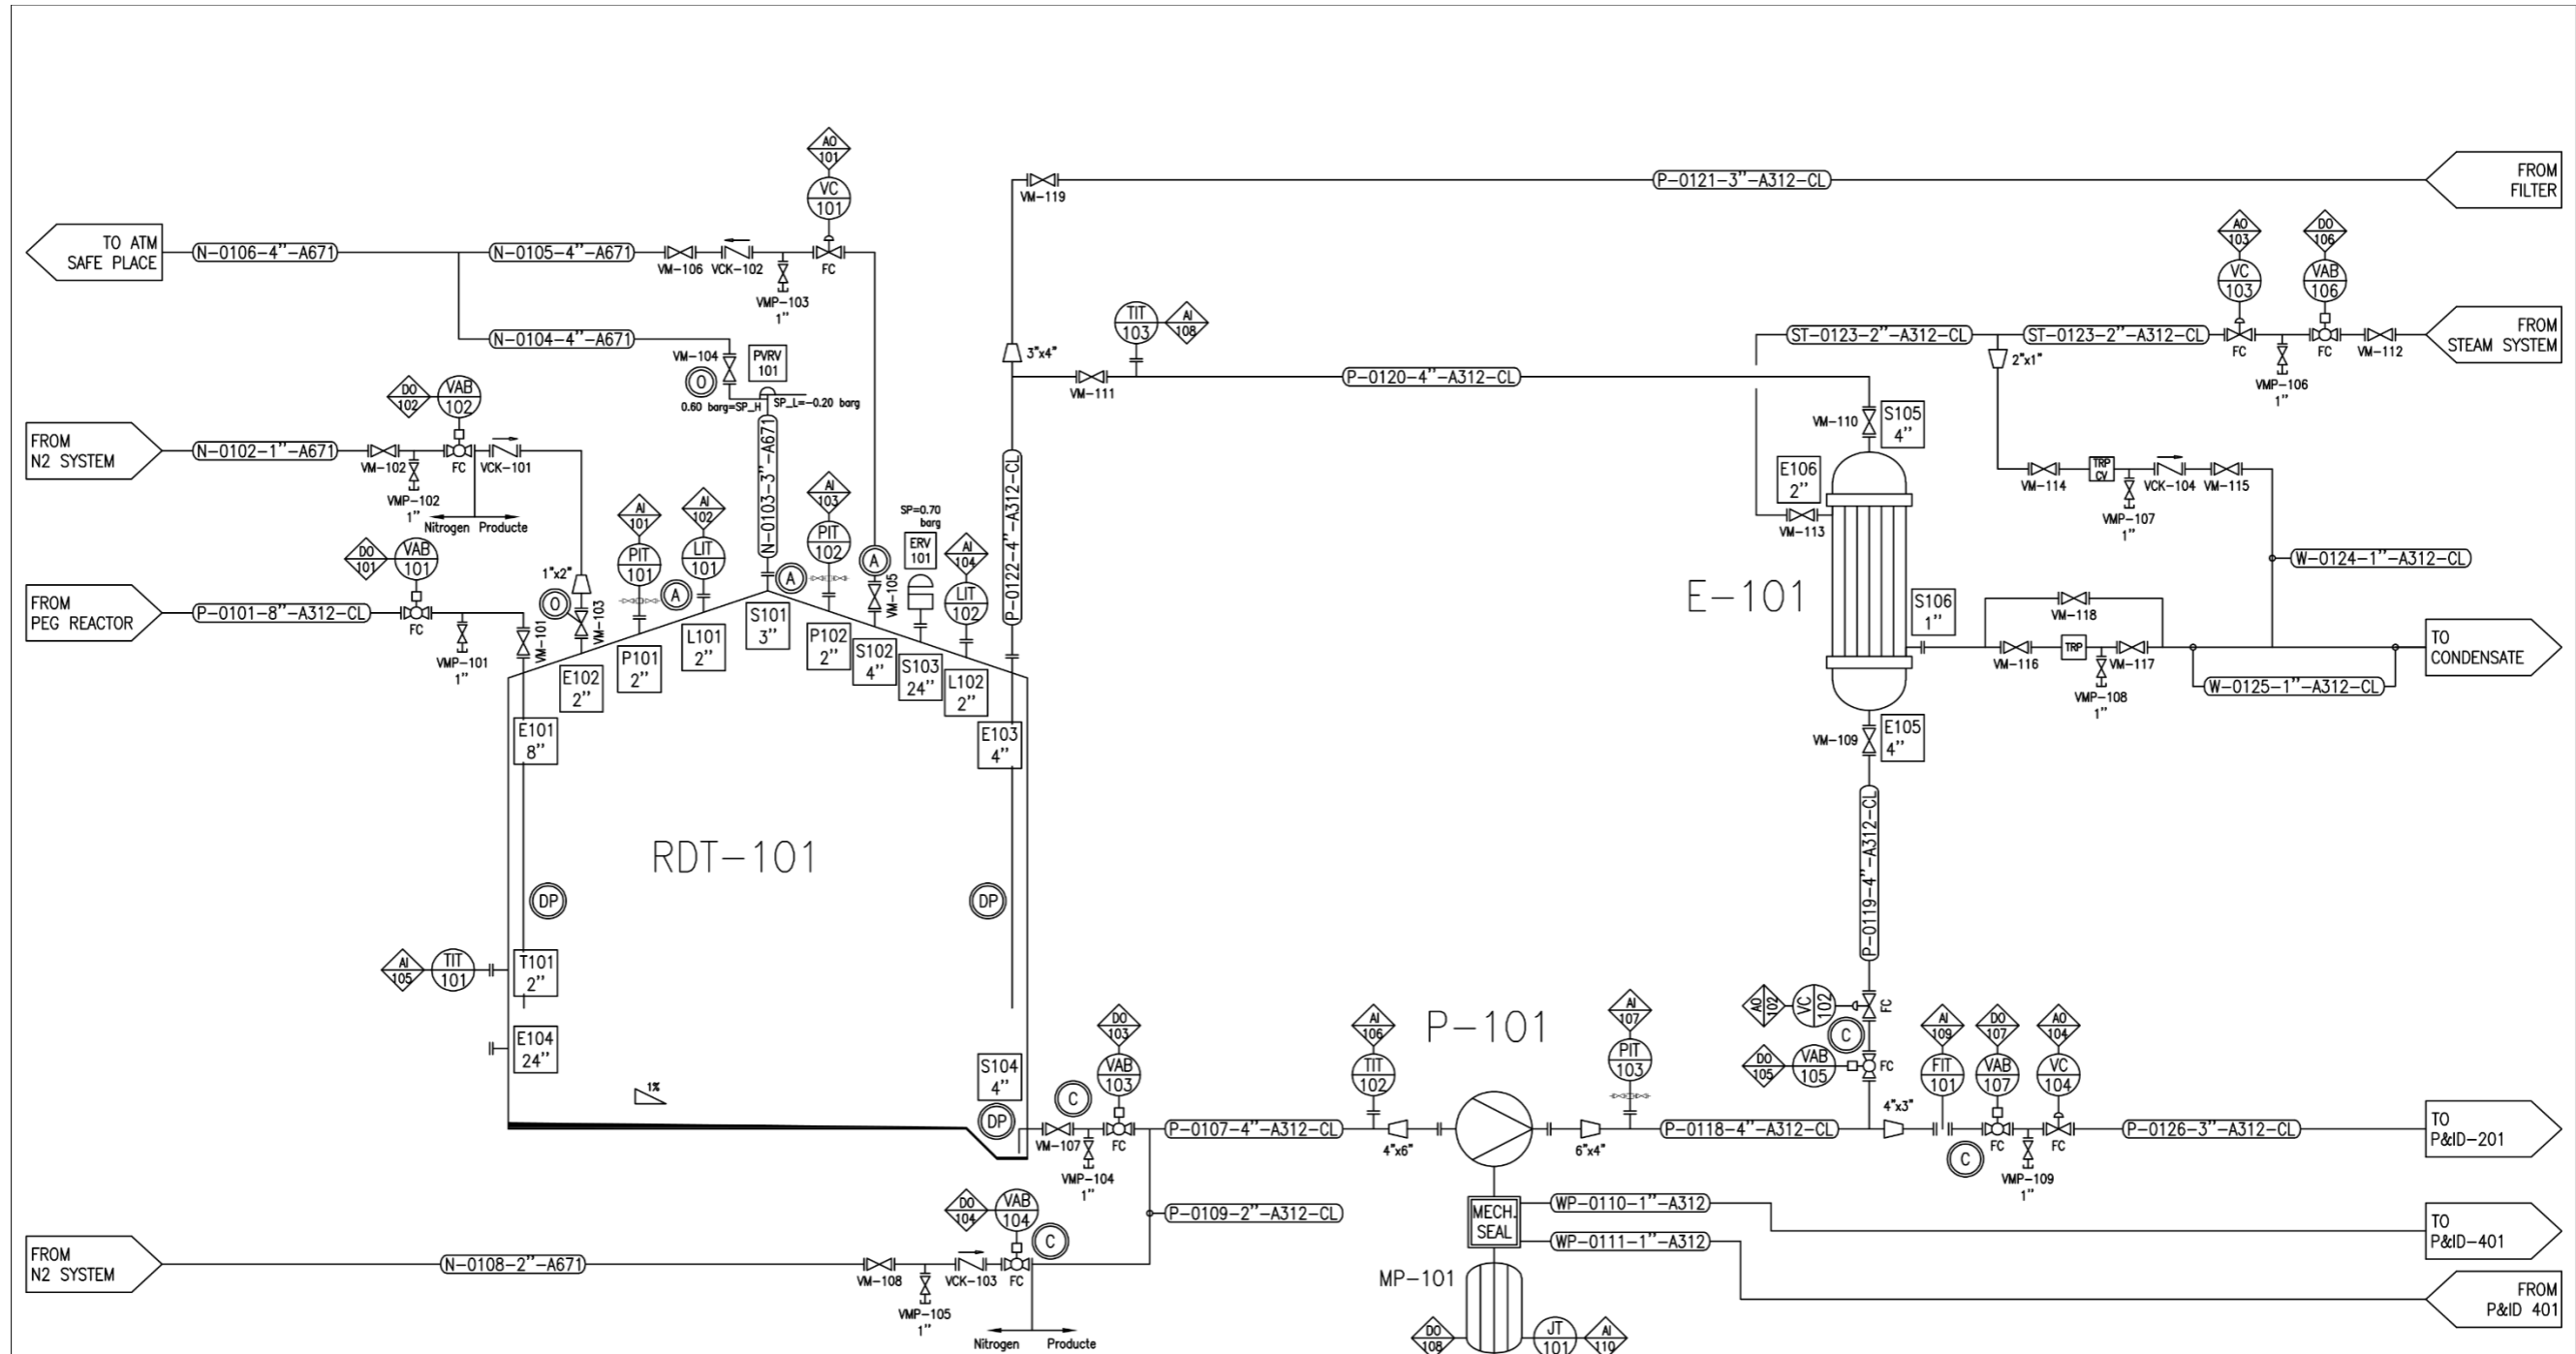 AO
101
VC
101
FC
TO ATM
SAFE PLACE
N-0106-4"-A671
N-0105-4"-A671
VM-106
VCK-102
VMP-103
1"
N-0104-4"-A671
VM-104
O
PVRV
101
0.60 barg=SP_H
SP_L=-0.20 barg
VM-119
P-0121-3"-A312-CL
FROM
FILTER
AO
103
VC
103
FC
DO
106
VAB
106
FC
ST-0123-2"-A312-CL
ST-0123-2"-A312-CL
VMP-106
1"
VM-112
FROM
STEAM SYSTEM
TIT
103
AI
108
3"x4"
VM-111
P-0120-4"-A312-CL
2"x1"
DO
102
VAB
102
FC
FROM
N2 SYSTEM
N-0102-1"-A671
VM-102
VMP-102
1"
VCK-101
Nitrogen
Producte
VM-110
S105
4"
E106
2"
VM-113
VM-114
TRP
CV
VMP-107
1"
VCK-104
VM-115
W-0124-1"-A312-CL
DO
101
VAB
101
FC
FROM
PEG REACTOR
P-0101-8"-A312-CL
VMP-101
1"
VM-101
1"x2"
O
VM-103
AI
101
PIT
101
A
AI
102
LIT
101
N-0103-3"-A671
A
AI
103
PIT
102
A
VM-105
SP=0.70
barg
ERV
101
AI
104
LIT
102
P-0122-4"-A312-CL
E102
2"
P101
2"
L101
2"
S101
3"
P102
2"
S102
4"
S103
24"
L102
2"
E-101
S106
1"
VM-118
VM-116
TRP
VMP-108
1"
VM-117
W-0125-1"-A312-CL
TO
CONDENSATE
E101
8"
E103
4"
VM-109
E105
4"
RDT-101
DP
DP
P-0119-4"-A312-CL
AI
105
TIT
101
T101
2"
E104
24"
1%
S104
4"
DP
C
VM-107
VMP-104
1"
DO
103
VAB
103
FC
P-0107-4"-A312-CL
AI
106
TIT
102
4"x6"
P-101
6"x4"
AI
107
PIT
103
P-0118-4"-A312-CL
AO
102
VC
102
FC
C
DO
105
VAB
105
FC
4"x3"
AI
109
FIT
101
C
DO
107
VAB
107
FC
VMP-109
1"
AO
104
VC
104
FC
P-0126-3"-A312-CL
TO
P&ID-201
P-0109-2"-A312-CL
MECH.
SEAL
WP-0110-1"-A312
WP-0111-1"-A312
TO
P&ID-401
FROM
P&ID 401
FROM
N2 SYSTEM
N-0108-2"-A671
VM-108
VMP-105
1"
VCK-103
DO
104
VAB
104
FC
C
Nitrogen
Producte
MP-101
DO
108
JT
101
AI
110